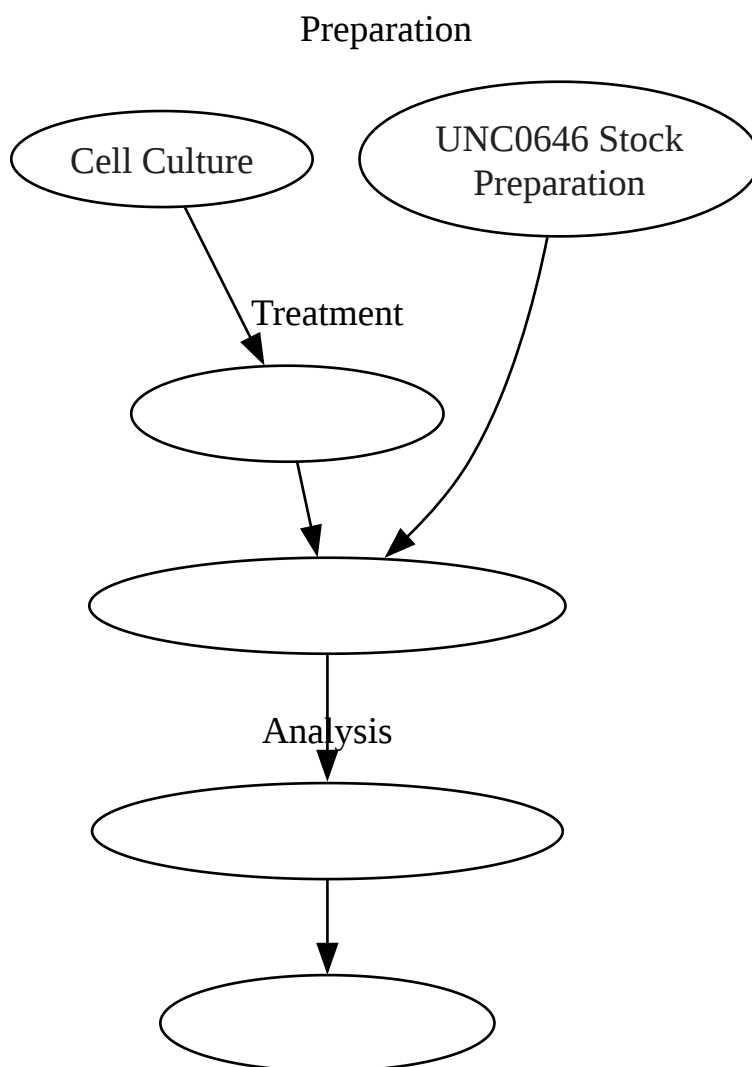 Preparation
Cell Culture
UNC0646 Stock
Preparation
Treatment
Analysis